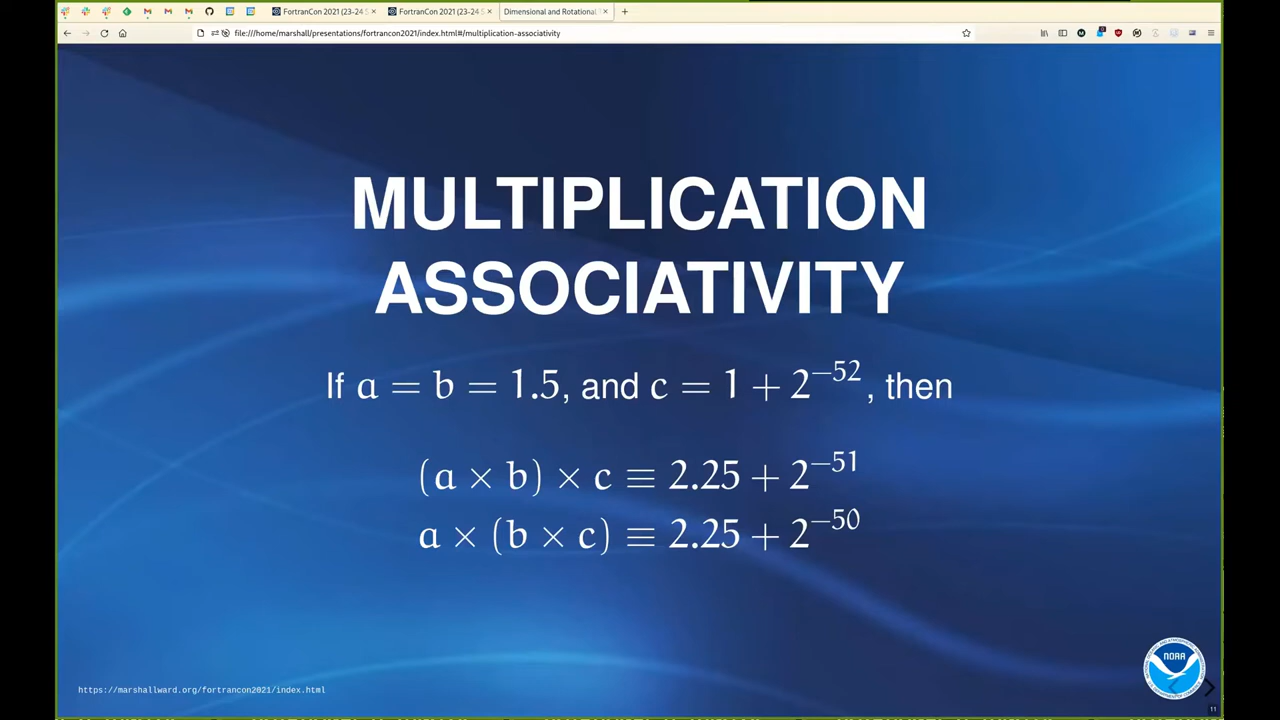 FortranCon 2021 (23-24 S
FortranCon 2021 (23-24 S
Dimensional and Rotational
file:///home/marshall/presentations/fortrancon2021/index.html#/multiplication-associativity
MULTIPLICATION
ASSOCIATIVITY
If a = b = 1.5, and c = 1 + 2⁻⁵², then
(a × b) × c ≡ 2.25 + 2⁻⁵¹
a × (b × c) ≡ 2.25 + 2⁻⁵⁰
NOAA
https://marshallward.org/fortrancon2021/index.html
11